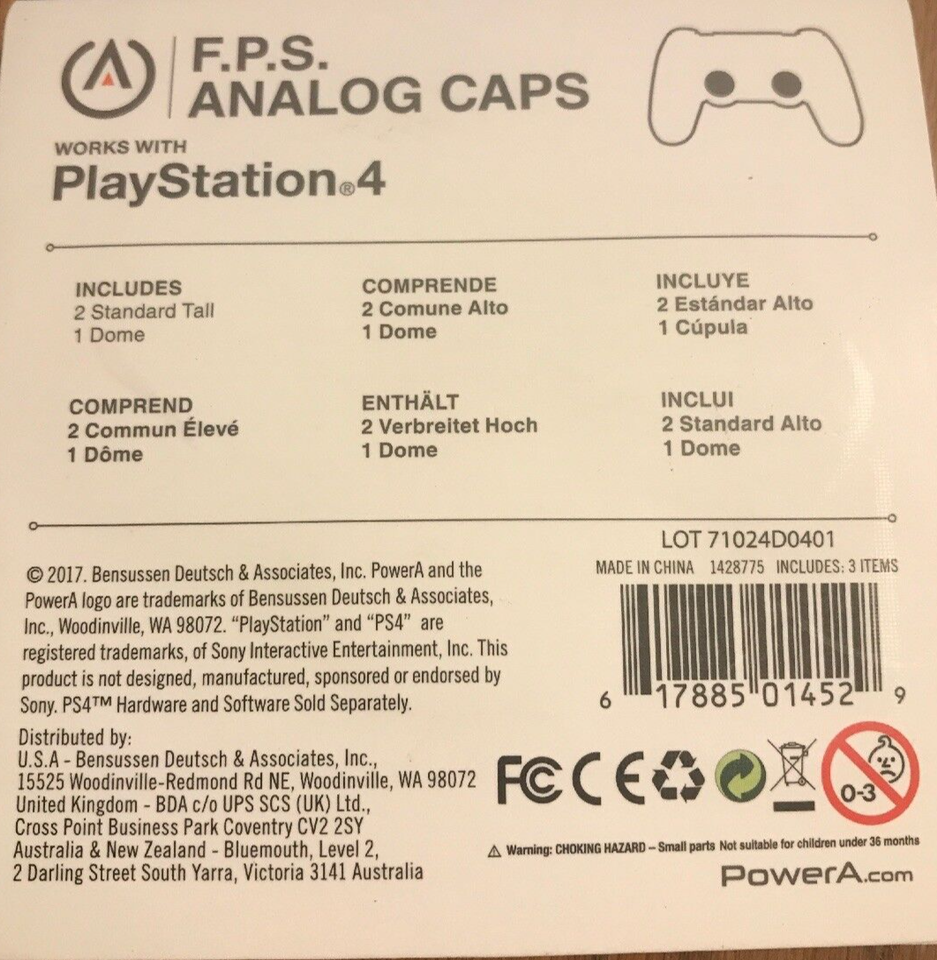 F.P.S.
ANALOG CAPS
WORKS WITH
PlayStation®4
INCLUDES
2 Standard Tall
1 Dome
COMPRENDE
2 Comune Alto
1 Dome
INCLUYE
2 Estándar Alto
1 Cúpula
COMPREND
2 Commun Élevé
1 Dôme
ENTHÄLT
2 Verbreitet Hoch
1 Dome
INCLUI
2 Standard Alto
1 Dome
© 2017. Bensussen Deutsch & Associates, Inc. PowerA and the
PowerA logo are trademarks of Bensussen Deutsch & Associates,
Inc., Woodinville, WA 98072. “PlayStation” and “PS4” are
registered trademarks, of Sony Interactive Entertainment, Inc. This
product is not designed, manufactured, sponsored or endorsed by
Sony. PS4™ Hardware and Software Sold Separately.
Distributed by:
U.S.A - Bensussen Deutsch & Associates, Inc.,
15525 Woodinville-Redmond Rd NE, Woodinville, WA 98072
United Kingdom - BDA c/o UPS SCS (UK) Ltd.,
Cross Point Business Park Coventry CV2 2SY
Australia & New Zealand - Bluemouth, Level 2,
2 Darling Street South Yarra, Victoria 3141 Australia
LOT 71024D0401
MADE IN CHINA 1428775 INCLUDES: 3 ITEMS
6 17885 01452 9
FC CE
0-3
Warning: CHOKING HAZARD – Small parts Not suitable for children under 36 months
PowerA.com